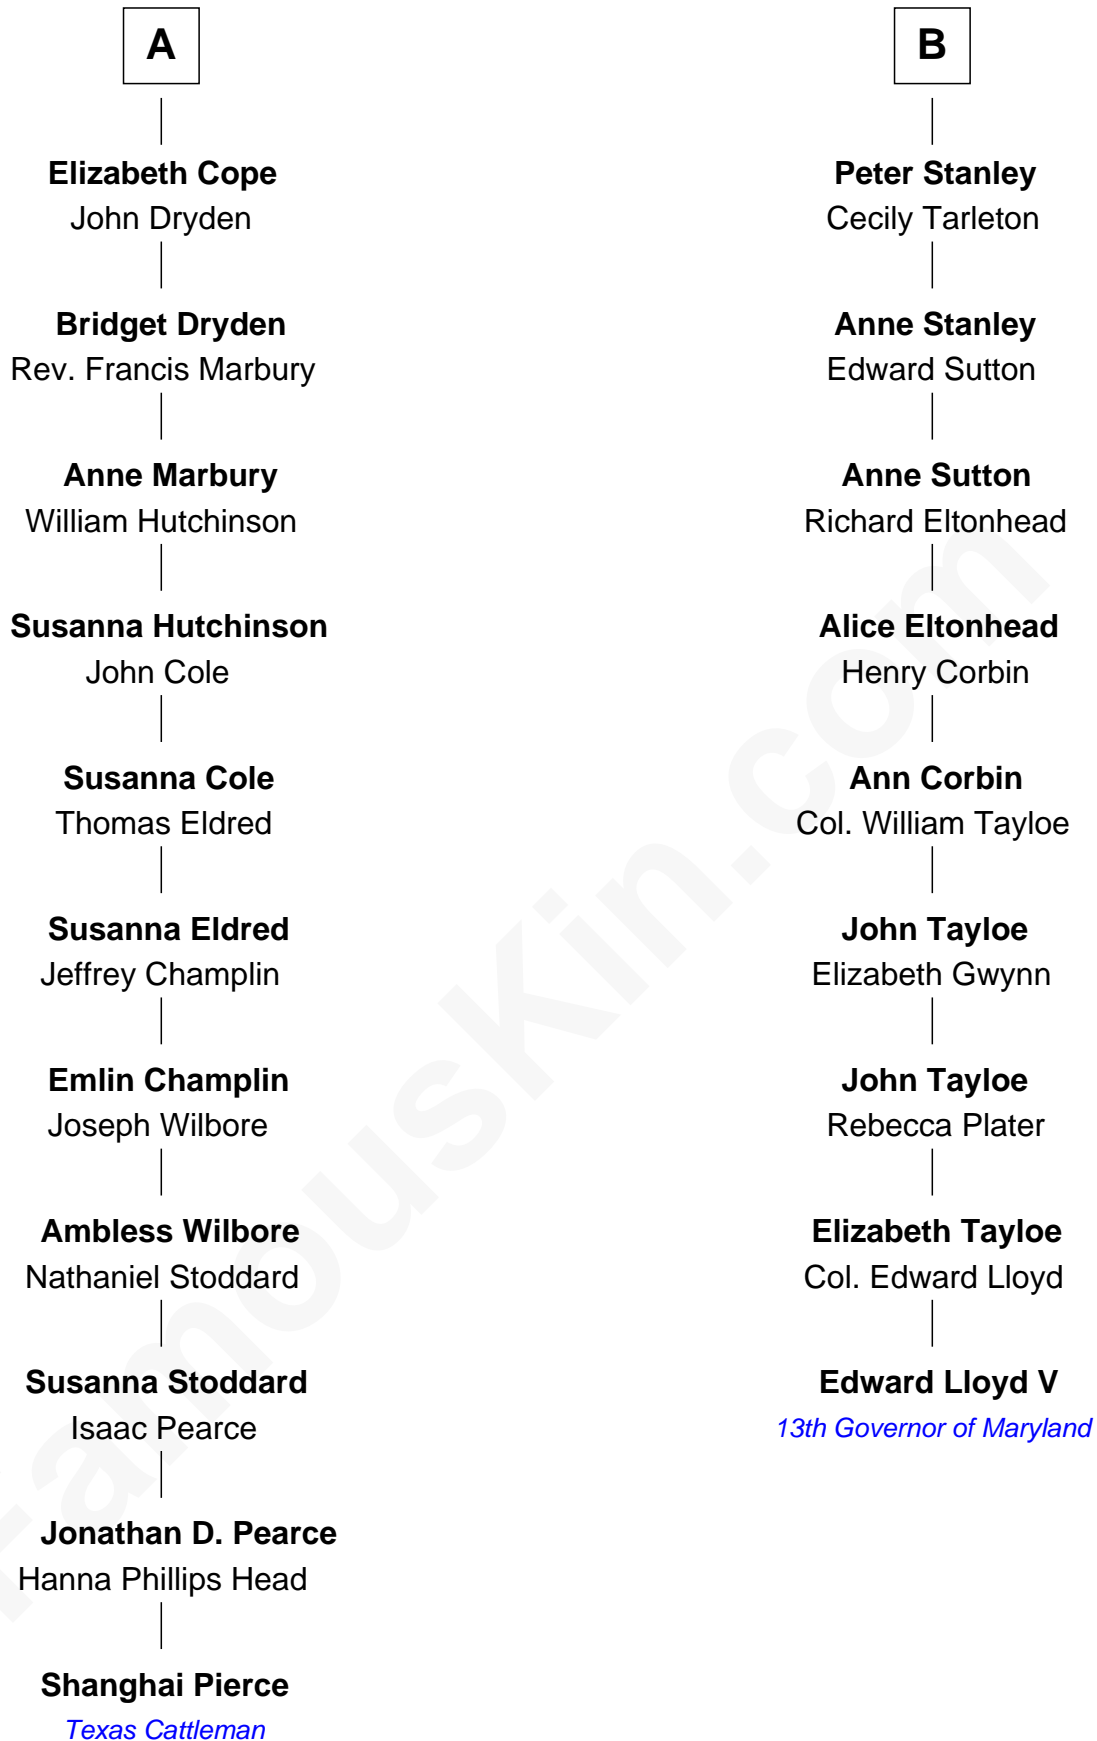 A
Elizabeth Cope
John Dryden
Bridget Dryden
Rev. Francis Marbury
Anne Marbury
William Hutchinson
Susanna Hutchinson
John Cole
Susanna Cole
Thomas Eldred
Susanna Eldred
Jeffrey Champlin
Emlin Champlin
Joseph Wilbore
Ambless Wilbore
Nathaniel Stoddard
Susanna Stoddard
Isaac Pearce
Jonathan D. Pearce
Hanna Phillips Head
Shanghai Pierce
Texas Cattleman
B
Peter Stanley
Cecily Tarleton
Anne Stanley
Edward Sutton
Anne Sutton
Richard Eltonhead
Alice Eltonhead
Henry Corbin
Ann Corbin
Col. William Tayloe
John Tayloe
Elizabeth Gwynn
John Tayloe
Rebecca Plater
Elizabeth Tayloe
Col. Edward Lloyd
Edward Lloyd V
13th Governor of Maryland
FamousKin.com